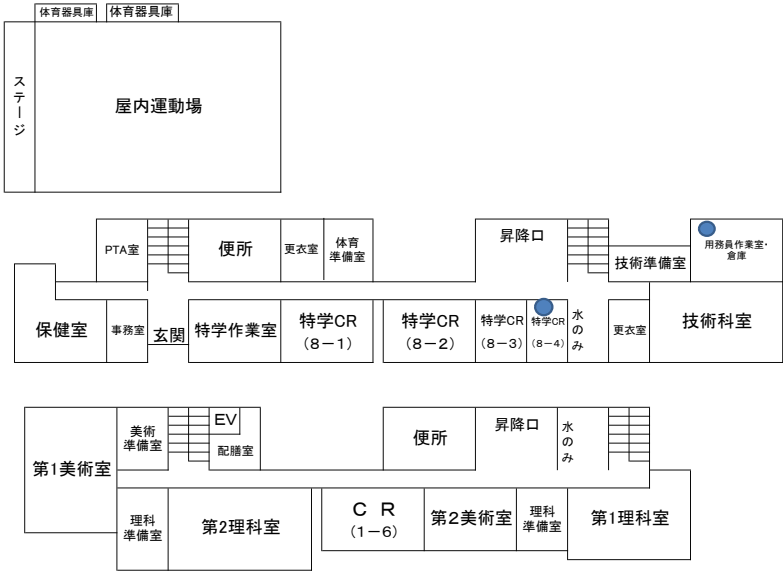 体育器具庫
体育器具庫
ステージ
屋内運動場
PTA室
便所
更衣室
体育
準備室
昇降口
技術準備室
用務員作業室・
倉庫
保健室
事務室
玄関
特学作業室
特学CR
(8－1)
特学CR
(8－2)
特学CR
(8－3)
特学CR
(8－4)
水のみ
更衣室
技術科室
第1美術室
美術
準備室
EV
配膳室
便所
昇降口
水のみ
理科
準備室
第2理科室
C R
(1－6)
第2美術室
理科
準備室
第1理科室